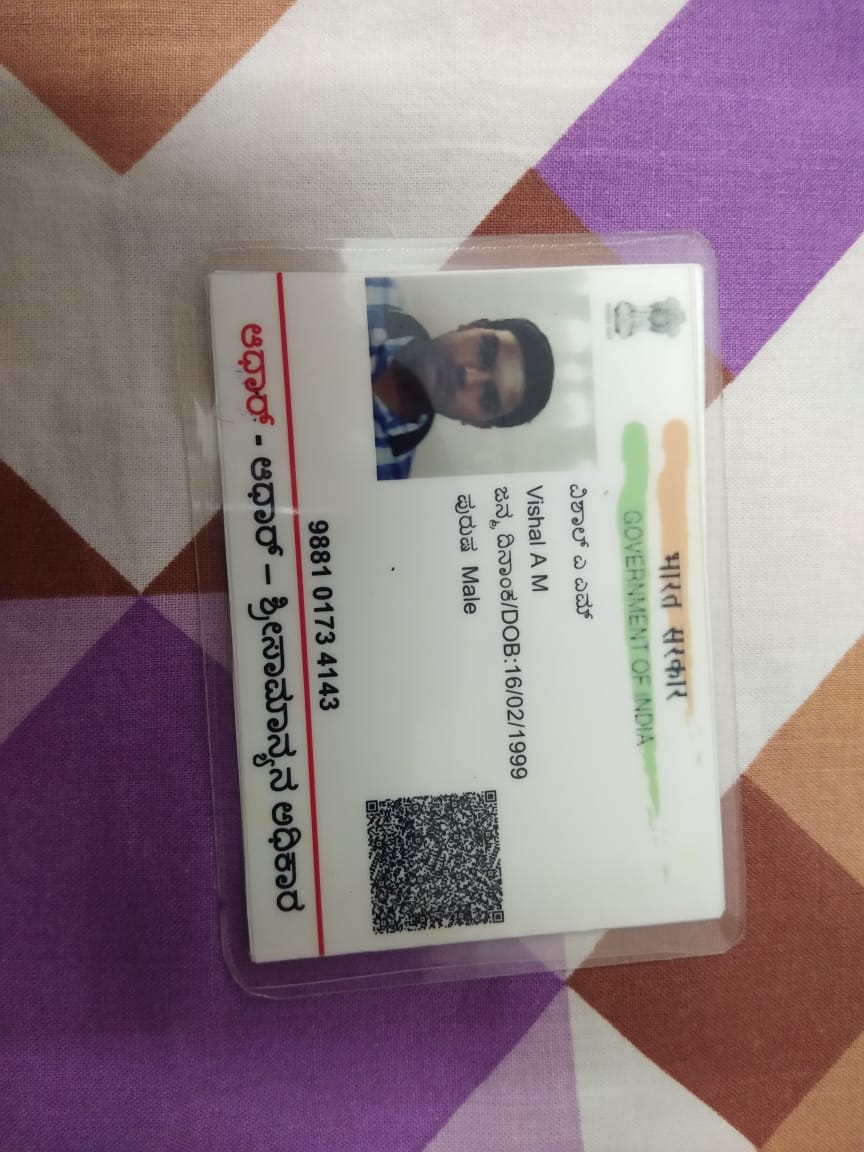 भारत सरकार
GOVERNMENT OF INDIA
ವಿಶಾಲ್ ಎ ಎಮ್
Vishal A M
ಜನ್ಮ ದಿನಾಂಕ/DOB:16/02/1999
ಪುರುಷ Male
9881 0173 4143
ಆಧಾರ್ - ಆಧಾರ್ – ಶ್ರೀಸಾಮಾನ್ಯನ ಅಧಿಕಾರ